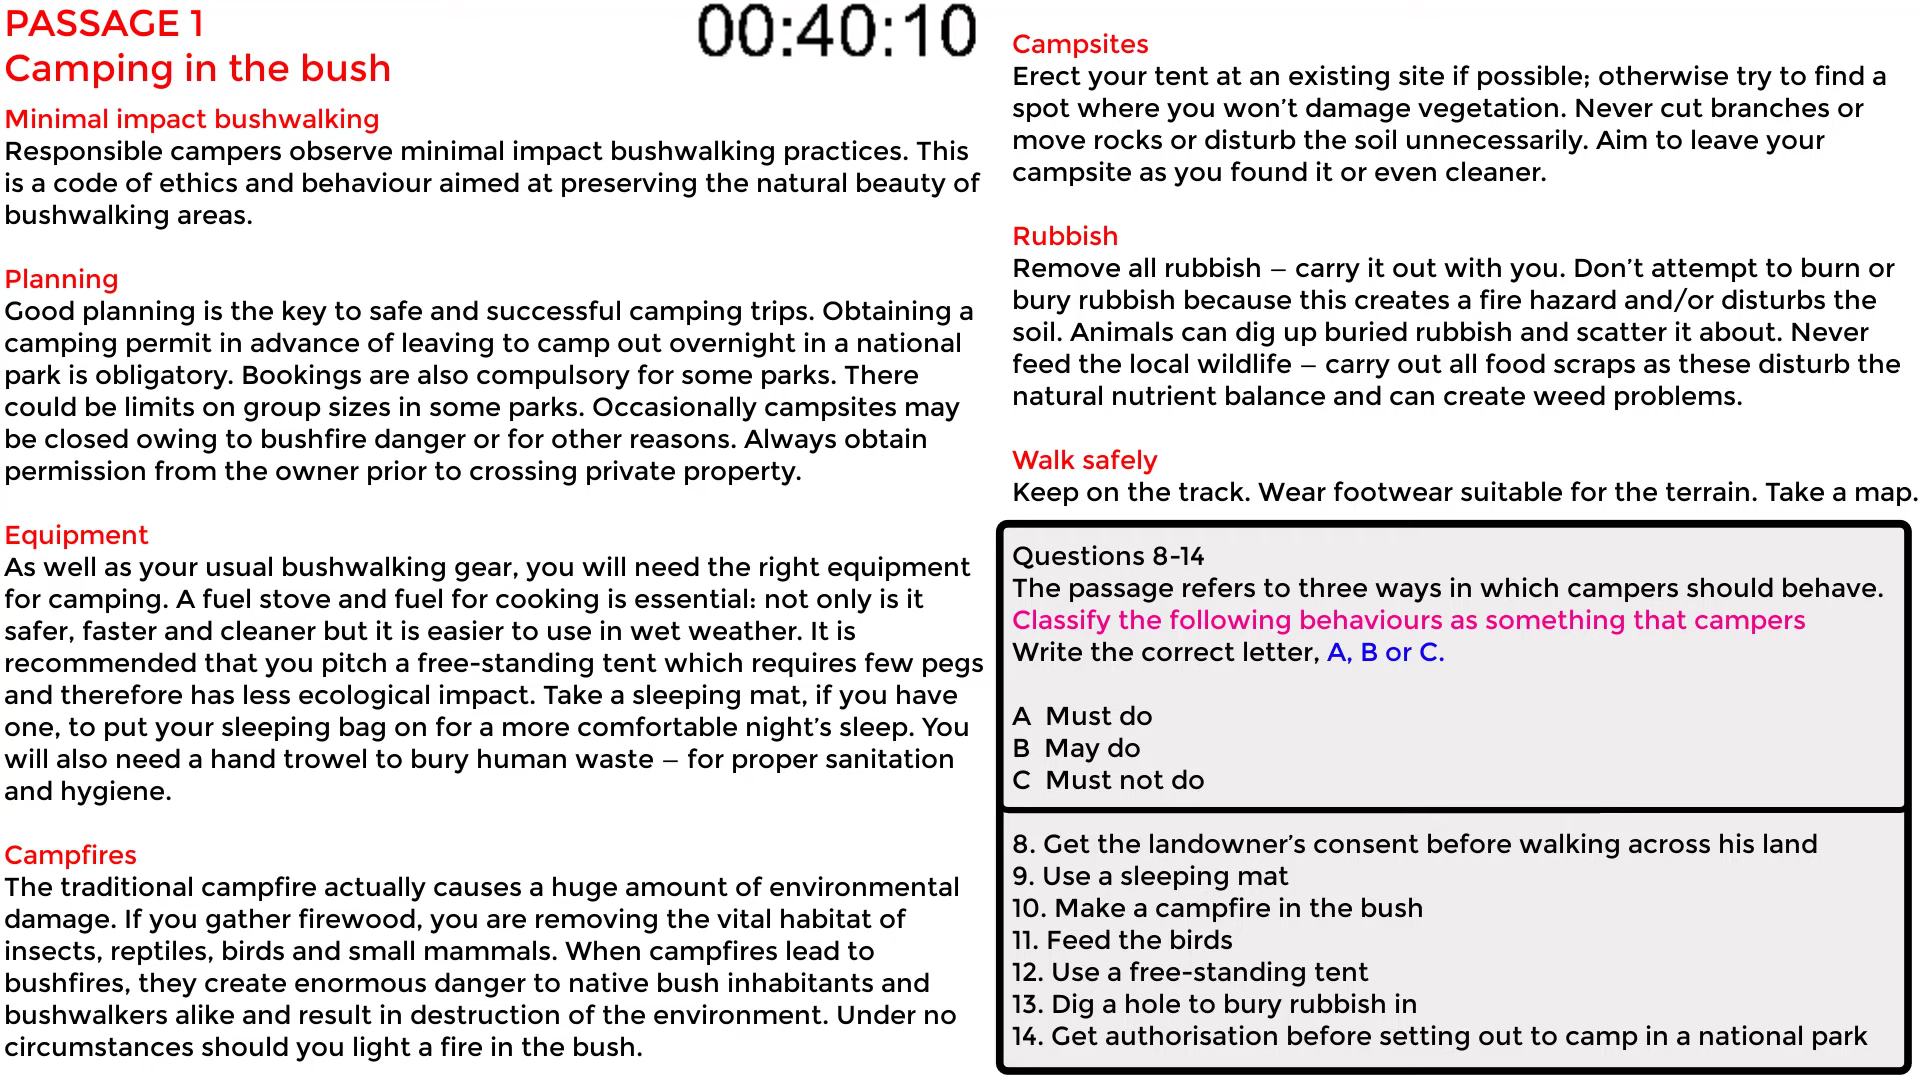 PASSAGE 1
Camping in the bush
00:40:10
Minimal impact bushwalking
Responsible campers observe minimal impact bushwalking practices. This
is a code of ethics and behaviour aimed at preserving the natural beauty of
bushwalking areas.
Planning
Good planning is the key to safe and successful camping trips. Obtaining a
camping permit in advance of leaving to camp out overnight in a national
park is obligatory. Bookings are also compulsory for some parks. There
could be limits on group sizes in some parks. Occasionally campsites may
be closed owing to bushfire danger or for other reasons. Always obtain
permission from the owner prior to crossing private property.
Equipment
As well as your usual bushwalking gear, you will need the right equipment
for camping. A fuel stove and fuel for cooking is essential: not only is it
safer, faster and cleaner but it is easier to use in wet weather. It is
recommended that you pitch a free-standing tent which requires few pegs
and therefore has less ecological impact. Take a sleeping mat, if you have
one, to put your sleeping bag on for a more comfortable night's sleep. You
will also need a hand trowel to bury human waste – for proper sanitation
and hygiene.
Campfires
The traditional campfire actually causes a huge amount of environmental
damage. If you gather firewood, you are removing the vital habitat of
insects, reptiles, birds and small mammals. When campfires lead to
bushfires, they create enormous danger to native bush inhabitants and
bushwalkers alike and result in destruction of the environment. Under no
circumstances should you light a fire in the bush.
Campsites
Erect your tent at an existing site if possible; otherwise try to find a
spot where you won't damage vegetation. Never cut branches or
move rocks or disturb the soil unnecessarily. Aim to leave your
campsite as you found it or even cleaner.
Rubbish
Remove all rubbish – carry it out with you. Don't attempt to burn or
bury rubbish because this creates a fire hazard and/or disturbs the
soil. Animals can dig up buried rubbish and scatter it about. Never
feed the local wildlife – carry out all food scraps as these disturb the
natural nutrient balance and can create weed problems.
Walk safely
Keep on the track. Wear footwear suitable for the terrain. Take a map.
Questions 8-14
The passage refers to three ways in which campers should behave.
Classify the following behaviours as something that campers
Write the correct letter, A, B or C.
A Must do
B May do
C Must not do
8. Get the landowner's consent before walking across his land
9. Use a sleeping mat
10. Make a campfire in the bush
11. Feed the birds
12. Use a free-standing tent
13. Dig a hole to bury rubbish in
14. Get authorisation before setting out to camp in a national park